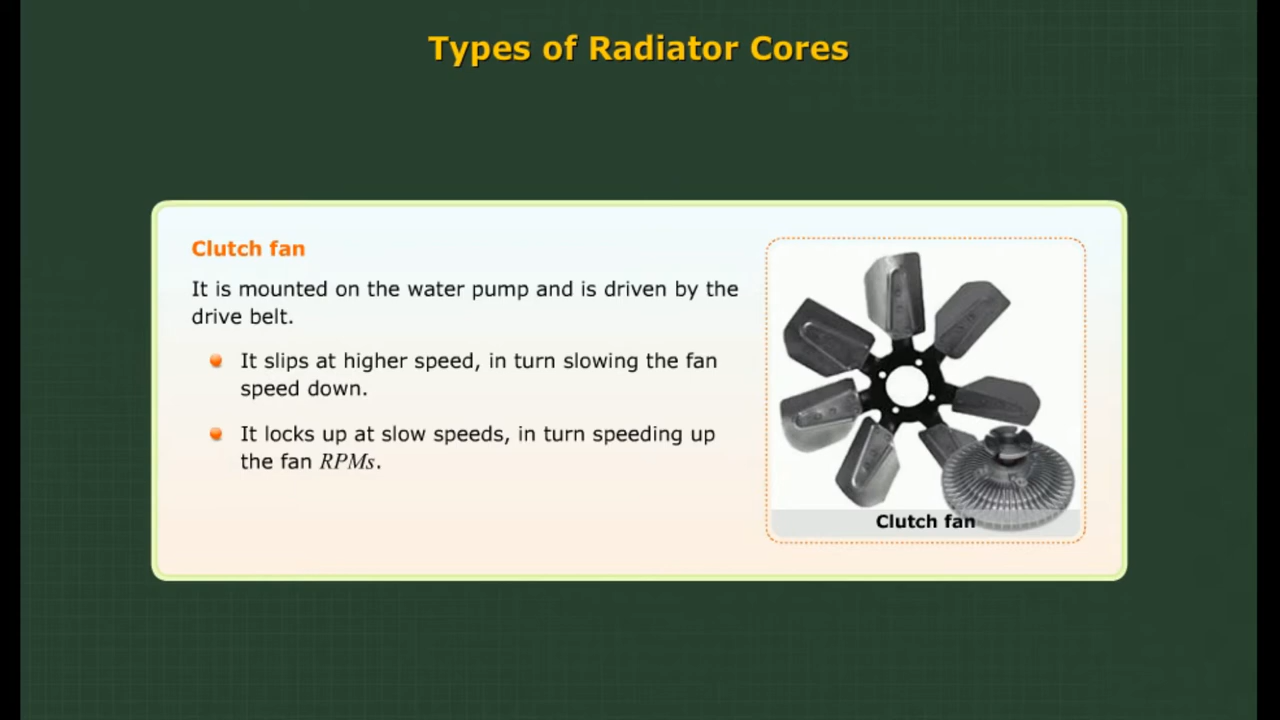 Types of Radiator Cores
Clutch fan
It is mounted on the water pump and is driven by the
drive belt.
It slips at higher speed, in turn slowing the fan
speed down.
It locks up at slow speeds, in turn speeding up
the fan RPMs.
Clutch fan